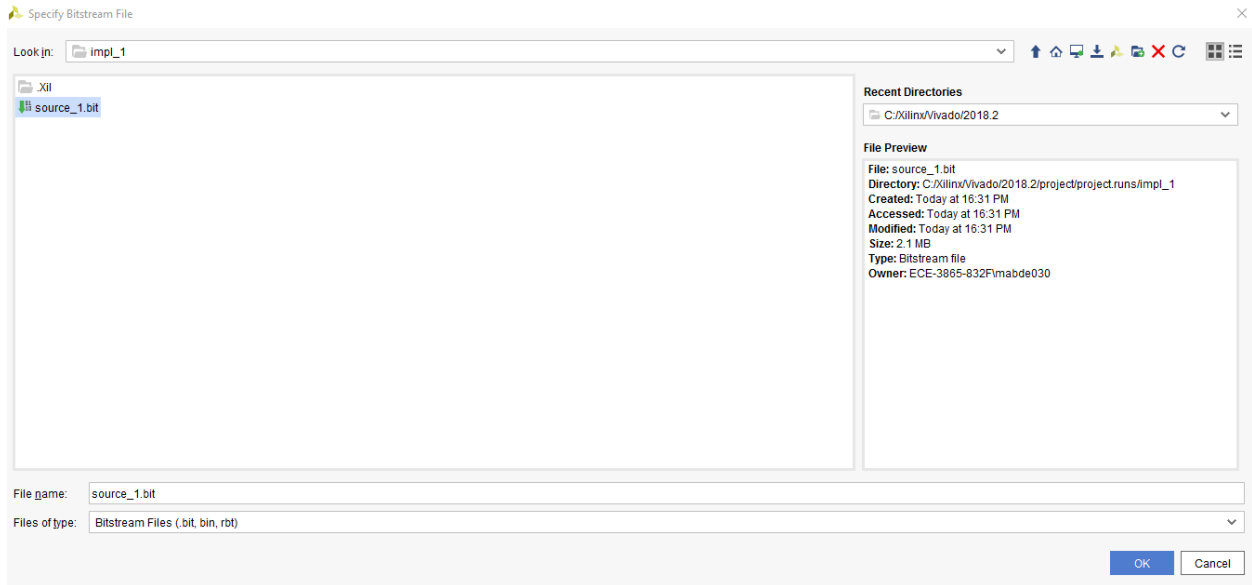 Specify Bitstream File
Look in: impl_1
.Xil
source_1.bit
Recent Directories
C:/Xilinx/Vivado/2018.2
File Preview
File: source_1.bit
Directory: C:/Xilinx/Vivado/2018.2/project/project.runs/impl_1
Created: Today at 16:31 PM
Accessed: Today at 16:31 PM
Modified: Today at 16:31 PM
Size: 2.1 MB
Type: Bitstream file
Owner: ECE-3865-832F\mabde030
File name: source_1.bit
Files of type: Bitstream Files (.bit, bin, rbt)
OK Cancel